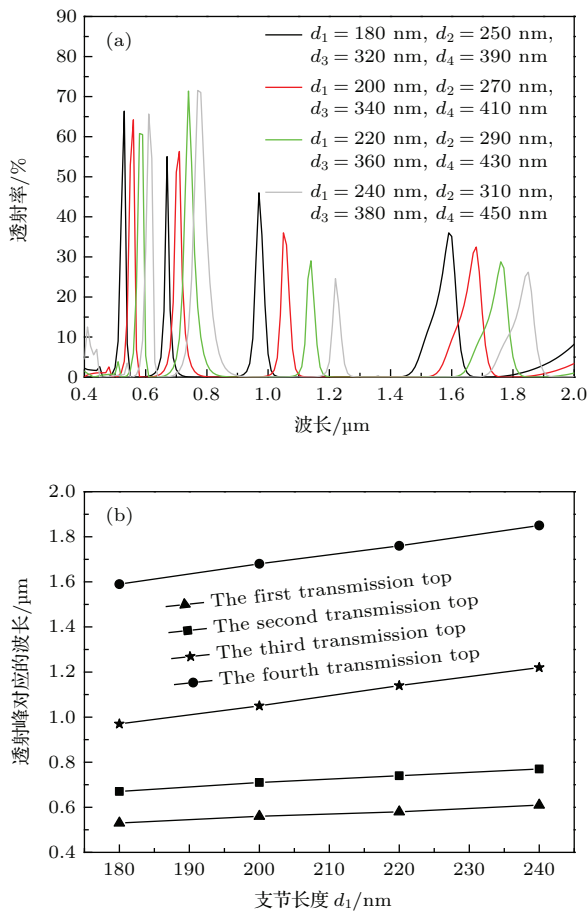 (a)
d₁ = 180 nm, d₂ = 250 nm,
d₃ = 320 nm, d₄ = 390 nm
d₁ = 200 nm, d₂ = 270 nm,
d₃ = 340 nm, d₄ = 410 nm
d₁ = 220 nm, d₂ = 290 nm,
d₃ = 360 nm, d₄ = 430 nm
d₁ = 240 nm, d₂ = 310 nm,
d₃ = 380 nm, d₄ = 450 nm
90
80
70
60
50
40
30
20
10
0
透射率/%
0.4 0.6 0.8 1.0 1.2 1.4 1.6 1.8 2.0
波长/µm
(b)
2.0
1.8
1.6
1.4
1.2
1.0
0.8
0.6
0.4
透射峰对应的波长/µm
The first transmission top
The second transmission top
The third transmission top
The fourth transmission top
180 190 200 210 220 230 240
支节长度 d₁/nm